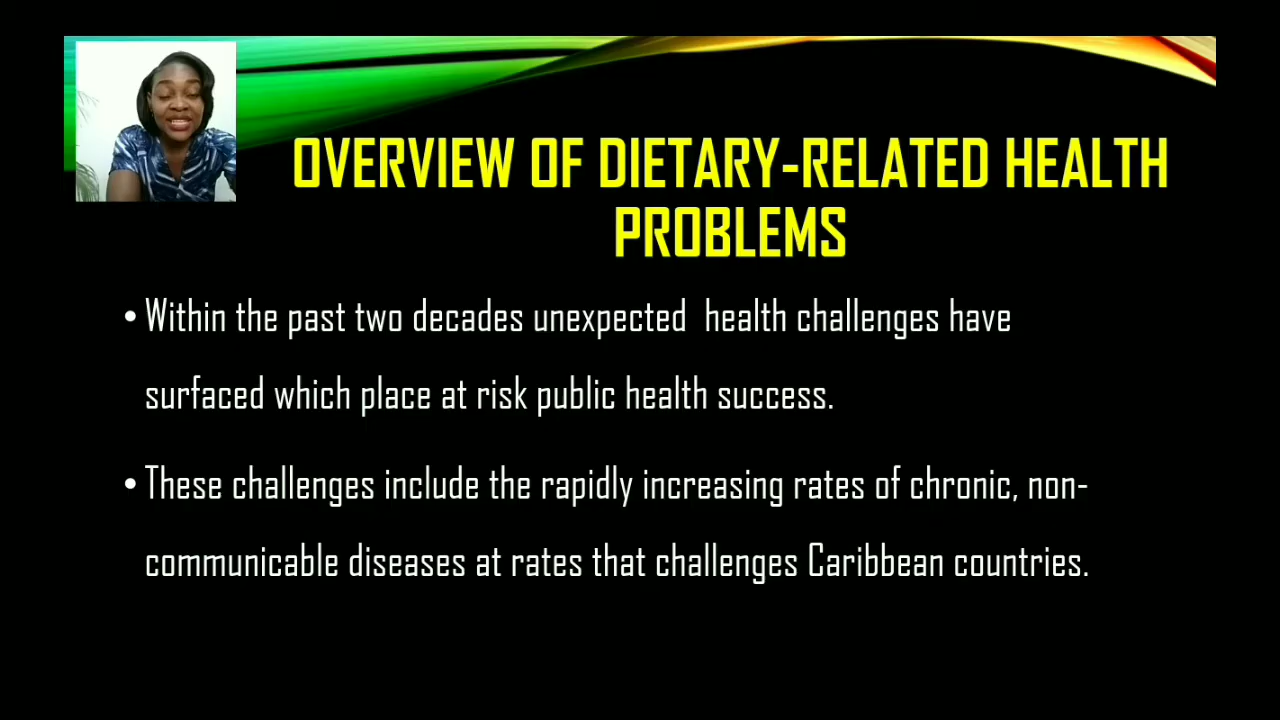 OVERVIEW OF DIETARY-RELATED HEALTH
PROBLEMS
• Within the past two decades unexpected  health challenges have
surfaced which place at risk public health success.
• These challenges include the rapidly increasing rates of chronic, non-
communicable diseases at rates that challenges Caribbean countries.